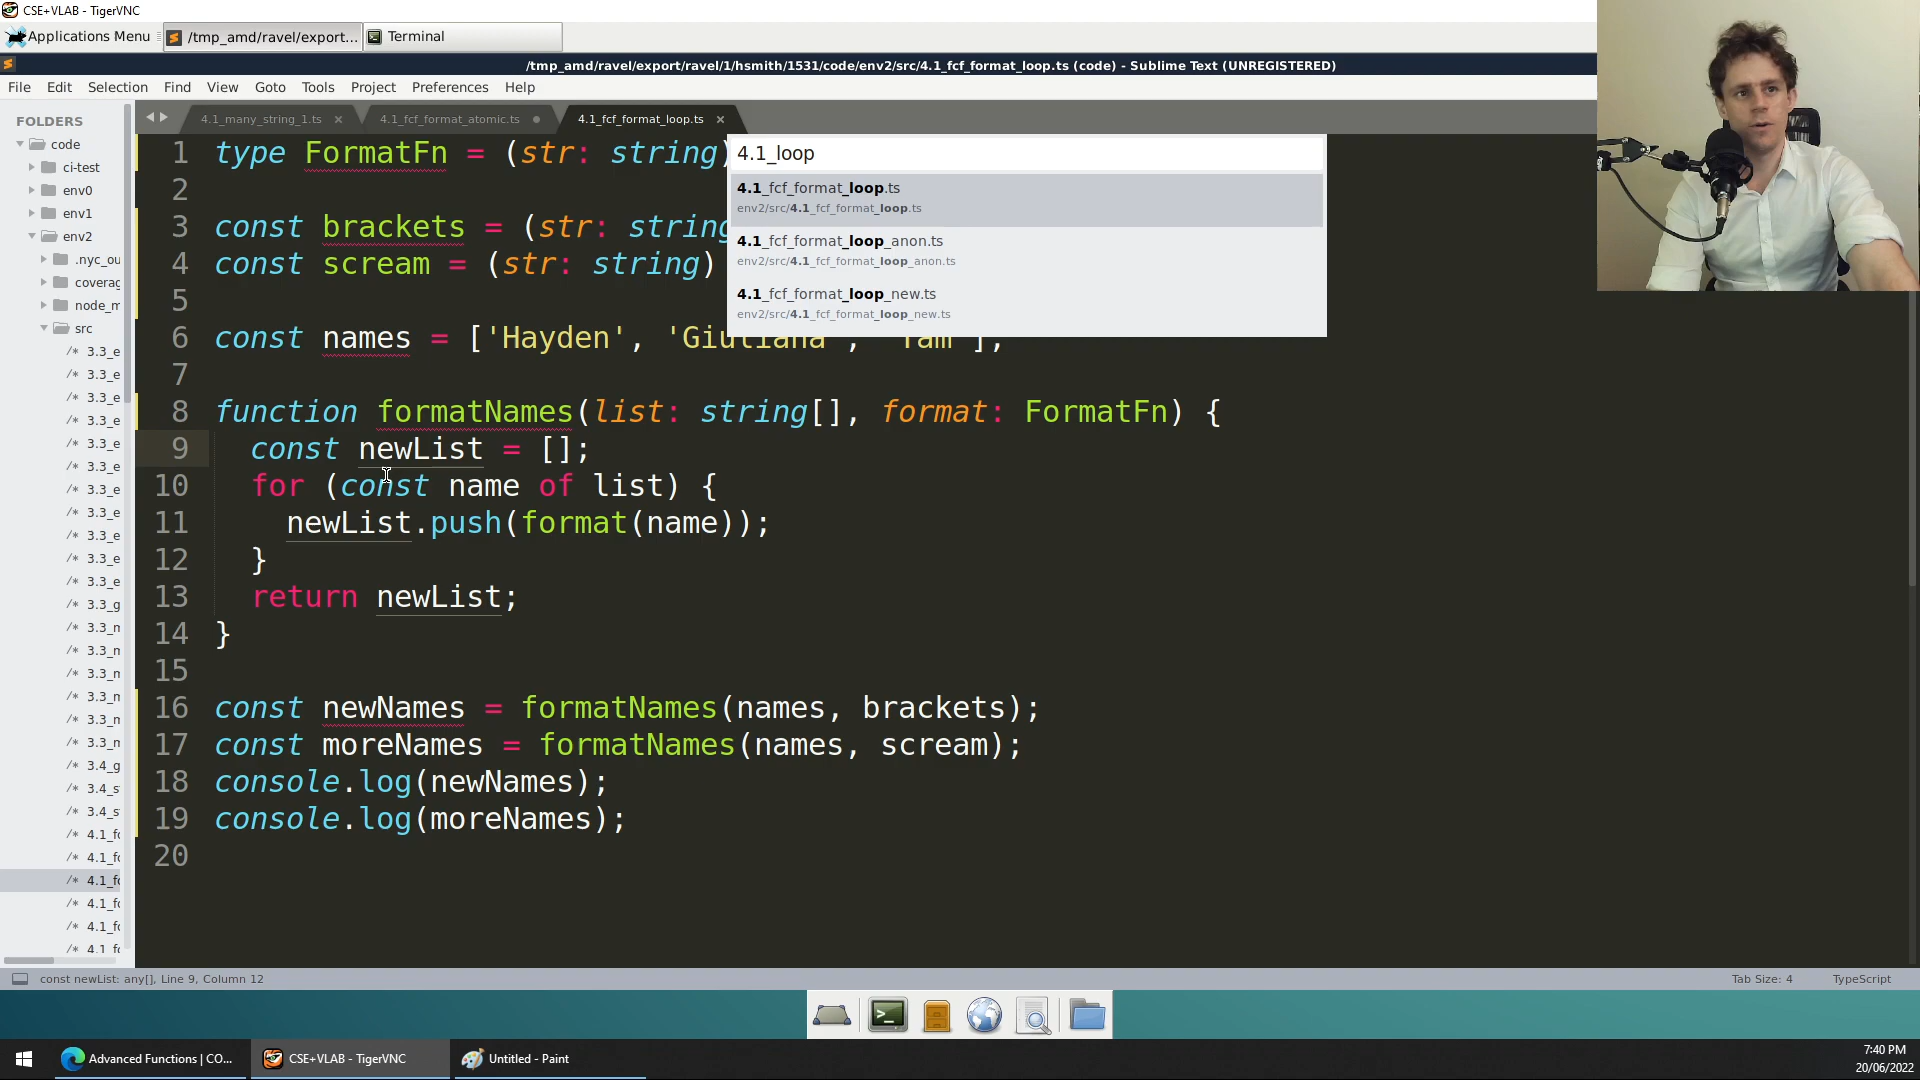 CSE+VLAB - TigerVNC
Applications Menu
/tmp_amd/ravel/export...
Terminal
/tmp_amd/ravel/export/ravel/1/hsmith/1531/code/env2/src/4.1_fcf_format_loop.ts (code) - Sublime Text (UNREGISTERED)
File Edit Selection Find View Goto Tools Project Preferences Help
FOLDERS
code
ci-test
env0
env1
env2
.nyc_ou
coverag
node_m
src
/* 3.3_e
/* 3.3_e
/* 3.3_e
/* 3.3_e
/* 3.3_e
/* 3.3_e
/* 3.3_e
/* 3.3_e
/* 3.3_e
/* 3.3_e
/* 3.3_e
/* 3.3_g
/* 3.3_n
/* 3.3_n
/* 3.3_n
/* 3.3_n
/* 3.3_n
/* 3.3_n
/* 3.4_g
/* 3.4_s
/* 3.4_s
/* 4.1_fc
/* 4.1_fc
/* 4.1_fc
/* 4.1_fc
/* 4.1_fc
/* 4.1_fc
4.1_many_string_1.ts
4.1_fcf_format_atomic.ts
4.1_fcf_format_loop.ts
4.1_loop
4.1_fcf_format_loop.ts
env2/src/4.1_fcf_format_loop.ts
4.1_fcf_format_loop_anon.ts
env2/src/4.1_fcf_format_loop_anon.ts
4.1_fcf_format_loop_new.ts
env2/src/4.1_fcf_format_loop_new.ts
1 type FormatFn = (str: string)
2
3 const brackets = (str: string
4 const scream = (str: string)
5
6 const names = ['Hayden', 'Giuliana', 'Tam'];
7
8 function formatNames(list: string[], format: FormatFn) {
9 const newList = [];
10 for (const name of list) {
11 newList.push(format(name));
12 }
13 return newList;
14 }
15
16 const newNames = formatNames(names, brackets);
17 const moreNames = formatNames(names, scream);
18 console.log(newNames);
19 console.log(moreNames);
20
const newList: any[], Line 9, Column 12
Tab Size: 4
TypeScript
Advanced Functions | CO...
CSE+VLAB - TigerVNC
Untitled - Paint
7:40 PM
20/06/2022